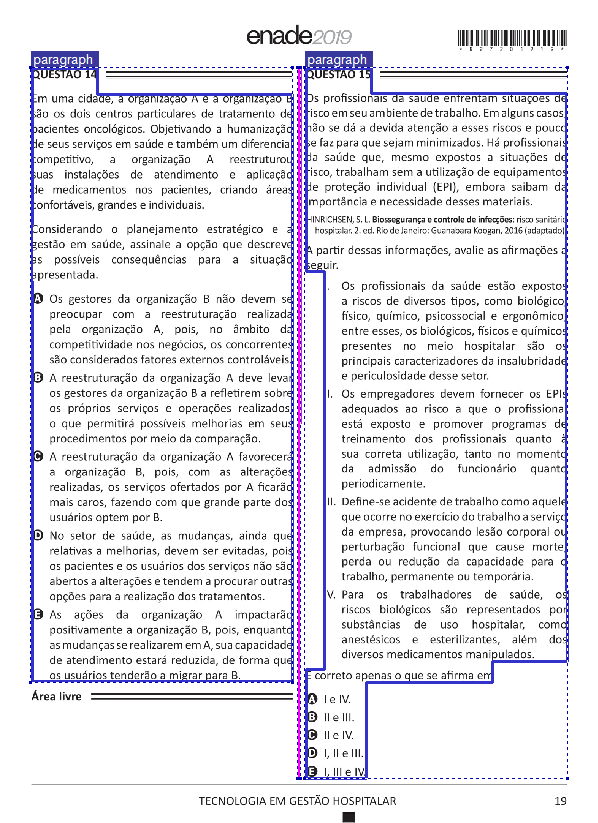 enade2019
paragraph
QUESTÃO 14
Em uma cidade, a organização A e a organização B
são os dois centros particulares de tratamento de
pacientes oncológicos. Objetivando a humanização
de seus serviços em saúde e também um diferencial
competitivo, a organização A reestruturou
suas instalações de atendimento e aplicação
de medicamentos nos pacientes, criando áreas
confortáveis, grandes e individuais.
Considerando o planejamento estratégico e a
gestão em saúde, assinale a opção que descreve
as possíveis consequências para a situação
apresentada.
A Os gestores da organização B não devem se
preocupar com a reestruturação realizada
pela organização A, pois, no âmbito da
competitividade nos negócios, os concorrentes
são considerados fatores externos controláveis.
B A reestruturação da organização A deve levar
os gestores da organização B a refletirem sobre
os próprios serviços e operações realizados,
o que permitirá possíveis melhorias em seus
procedimentos por meio da comparação.
C A reestruturação da organização A favorecerá
a organização B, pois, com as alterações
realizadas, os serviços ofertados por A ficarão
mais caros, fazendo com que grande parte dos
usuários optem por B.
D No setor de saúde, as mudanças, ainda que
relativas a melhorias, devem ser evitadas, pois
os pacientes e os usuários dos serviços não são
abertos a alterações e tendem a procurar outras
opções para a realização dos tratamentos.
E As ações da organização A impactarão
positivamente a organização B, pois, enquanto
as mudanças se realizarem em A, sua capacidade
de atendimento estará reduzida, de forma que
os usuários tenderão a migrar para B.
Área livre
paragraph
QUESTÃO 15
Os profissionais da saúde enfrentam situações de
risco em seu ambiente de trabalho. Em alguns casos,
não se dá a devida atenção a esses riscos e pouco
se faz para que sejam minimizados. Há profissionais
da saúde que, mesmo expostos a situações de
risco, trabalham sem a utilização de equipamentos
de proteção individual (EPI), embora saibam da
importância e necessidade desses materiais.
HINRICHSEN, S. L. Biossegurança e controle de infecções: risco sanitário
hospitalar. 2. ed. Rio de Janeiro: Guanabara Koogan, 2016 (adaptado).
A partir dessas informações, avalie as afirmações a
seguir.
I. Os profissionais da saúde estão expostos
a riscos de diversos tipos, como biológico,
físico, químico, psicossocial e ergonômico;
entre esses, os biológicos, físicos e químicos
presentes no meio hospitalar são os
principais caracterizadores da insalubridade
e periculosidade desse setor.
II. Os empregadores devem fornecer os EPIs
adequados ao risco a que o profissional
está exposto e promover programas de
treinamento dos profissionais quanto à
sua correta utilização, tanto no momento
da admissão do funcionário quanto
periodicamente.
III. Define-se acidente de trabalho como aquele
que ocorre no exercício do trabalho a serviço
da empresa, provocando lesão corporal ou
perturbação funcional que cause morte,
perda ou redução da capacidade para o
trabalho, permanente ou temporária.
IV. Para os trabalhadores de saúde, os
riscos biológicos são representados por
substâncias de uso hospitalar, como
anestésicos e esterilizantes, além dos
diversos medicamentos manipulados.
É correto apenas o que se afirma em
A I e IV.
B II e III.
C II e IV.
D I, II e III.
E I, III e IV.
TECNOLOGIA EM GESTÃO HOSPITALAR
19